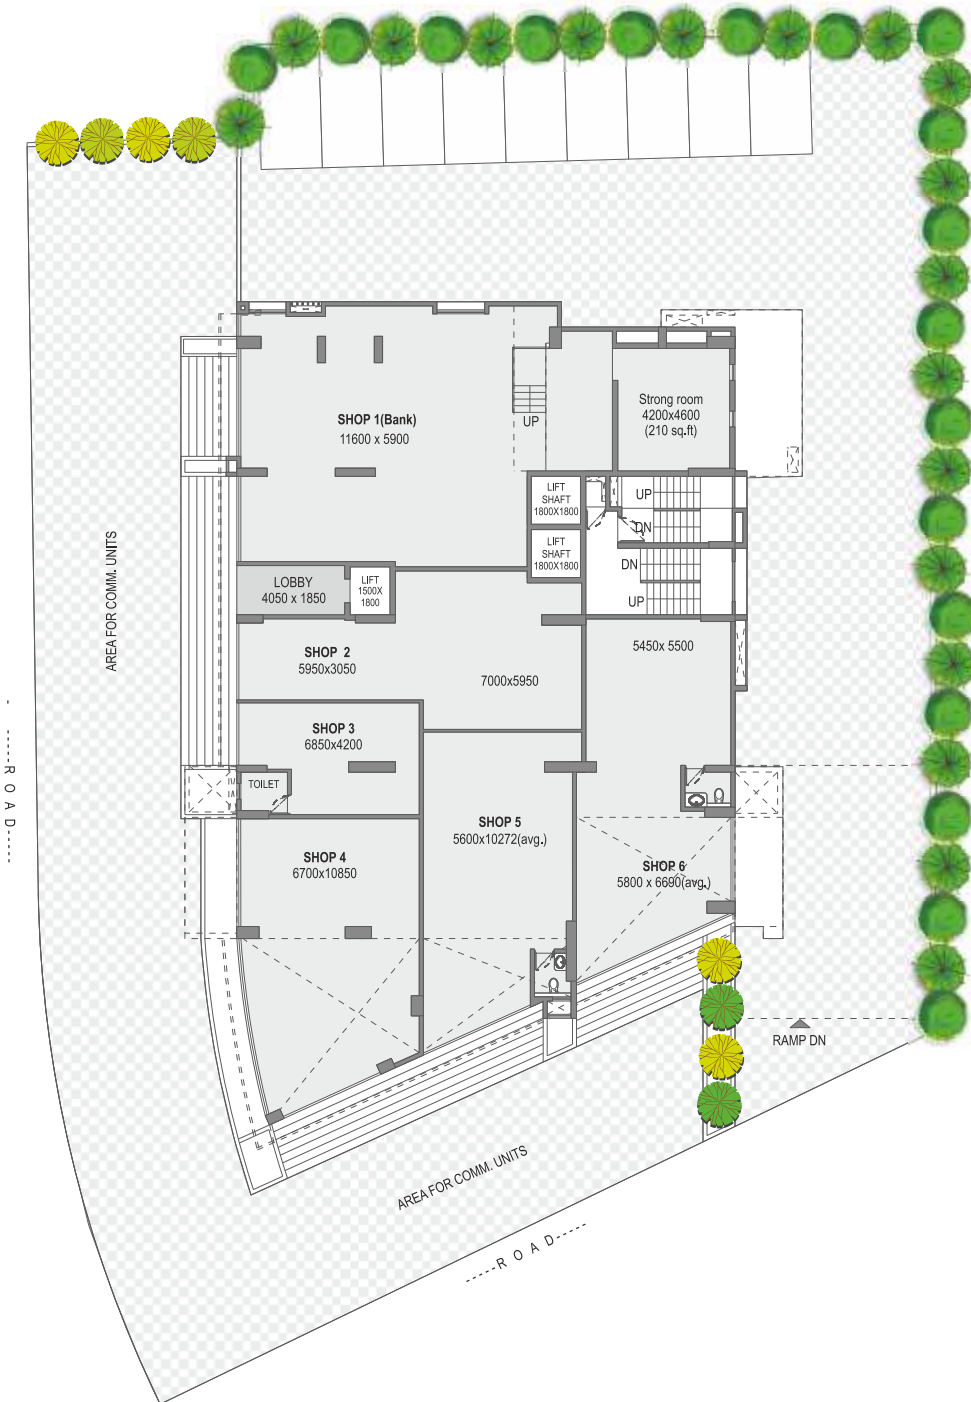 SHOP 1(Bank)
11600 x 5900
UP
Strong room
4200x4600
(210 sq.ft)
LIFT
SHAFT
1800X1800
LIFT
SHAFT
1800X1800
UP
DN
DN
UP
LOBBY
4050 x 1850
LIFT
1500X
1800
SHOP 2
5950x3050
7000x5950
5450x 5500
SHOP 3
6850x4200
TOILET
SHOP 4
6700x10850
SHOP 5
5600x10272(avg.)
SHOP 6
5800 x 6690(avg.)
RAMP DN
AREA FOR COMM. UNITS
- -----R O A D-----
AREA FOR COMM. UNITS
-----R O A D-----